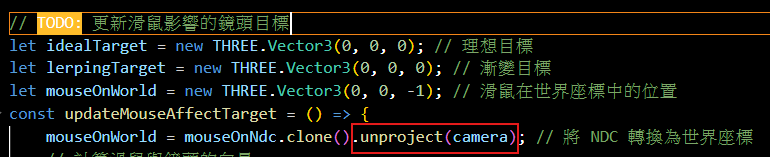 // TODO: 更新滑鼠影響的鏡頭目標
let idealTarget = new THREE.Vector3(0, 0, 0); // 理想目標
let lerpingTarget = new THREE.Vector3(0, 0, 0); // 漸變目標
let mouseOnWorld = new THREE.Vector3(0, 0, -1); // 滑鼠在世界座標中的位置
const updateMouseAffectTarget = () => {
mouseOnWorld = mouseOnNdc.clone().unproject(camera); // 將 NDC 轉換為世界座標